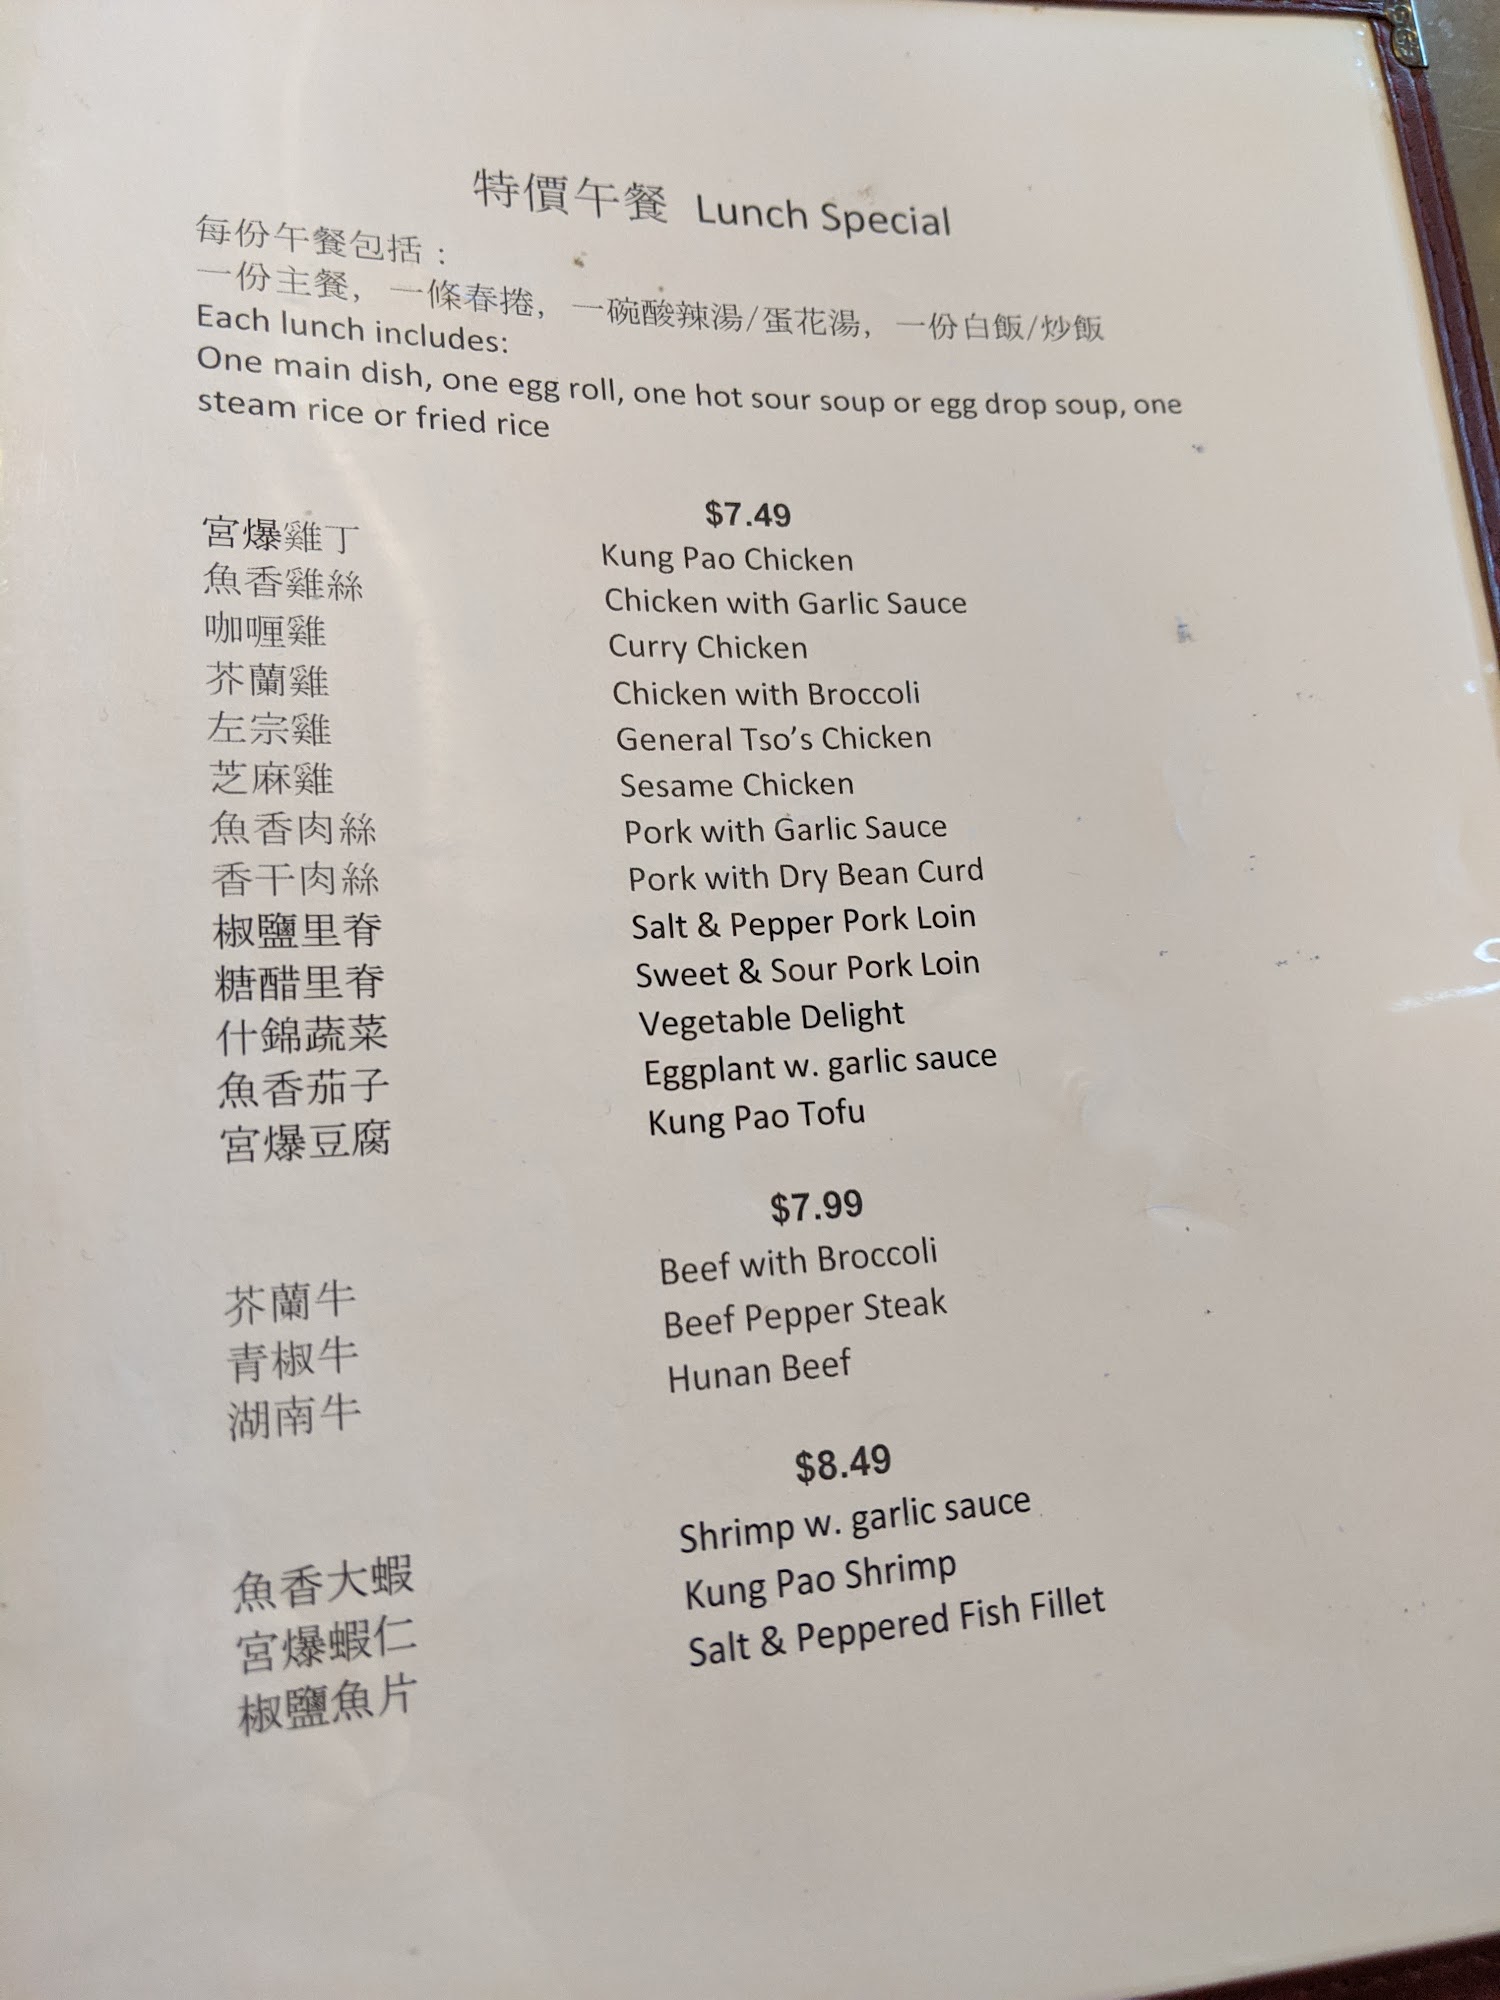 特價午餐 Lunch Special
每份午餐包括：
一份主餐，一條春捲，一碗酸辣湯/蛋花湯，一份白飯/炒飯
Each lunch includes:
One main dish, one egg roll, one hot sour soup or egg drop soup, one
steam rice or fried rice
$7.49
宮爆雞丁 Kung Pao Chicken
魚香雞絲 Chicken with Garlic Sauce
咖喱雞 Curry Chicken
芥蘭雞 Chicken with Broccoli
左宗雞 General Tso's Chicken
芝麻雞 Sesame Chicken
魚香肉絲 Pork with Garlic Sauce
香干肉絲 Pork with Dry Bean Curd
椒鹽里脊 Salt & Pepper Pork Loin
糖醋里脊 Sweet & Sour Pork Loin
什錦蔬菜 Vegetable Delight
魚香茄子 Eggplant w. garlic sauce
宮爆豆腐 Kung Pao Tofu
$7.99
芥蘭牛 Beef with Broccoli
青椒牛 Beef Pepper Steak
湖南牛 Hunan Beef
$8.49
魚香大蝦 Shrimp w. garlic sauce
宮爆蝦仁 Kung Pao Shrimp
椒鹽魚片 Salt & Peppered Fish Fillet